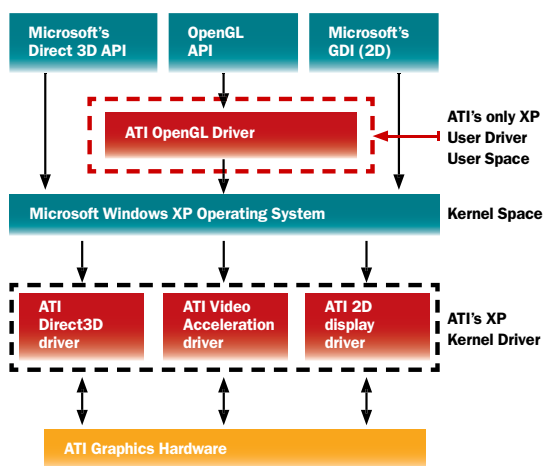 Microsoft's
Direct 3D API
OpenGL
API
Microsoft's
GDI (2D)
ATI OpenGL Driver
ATI's only XP
User Driver
User Space
Microsoft Windows XP Operating System
Kernel Space
ATI
Direct3D
driver
ATI Video
Acceleration
driver
ATI 2D
display
driver
ATI's XP
Kernel Driver
ATI Graphics Hardware